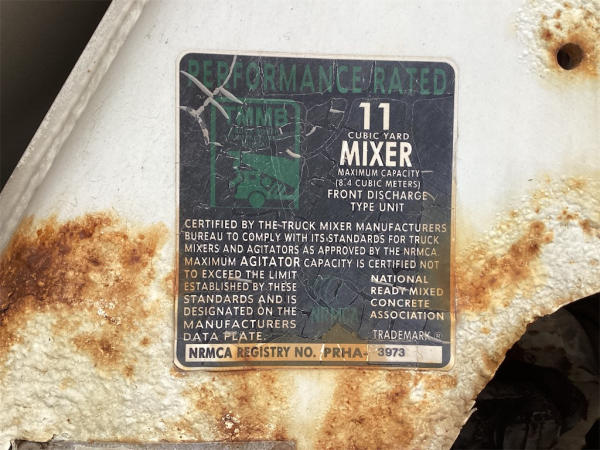 PERFORMANCE RATED
TMMB
11
CUBIC YARD
MIXER
MAXIMUM CAPACITY
(8.4 CUBIC METERS)
FRONT DISCHARGE
TYPE UNIT
CERTIFIED BY THE TRUCK MIXER MANUFACTURERS
BUREAU TO COMPLY WITH ITS STANDARDS FOR TRUCK
MIXERS AND AGITATORS AS APPROVED BY THE NRMCA.
MAXIMUM AGITATOR CAPACITY IS CERTIFIED NOT
TO EXCEED THE LIMIT
ESTABLISHED BY THESE
STANDARDS AND IS
DESIGNATED ON THE
MANUFACTURERS
DATA PLATE.
NRMCA
NATIONAL
READY MIXED
CONCRETE
ASSOCIATION
TRADEMARK ®
NRMCA REGISTRY NO. PRHA- 3973